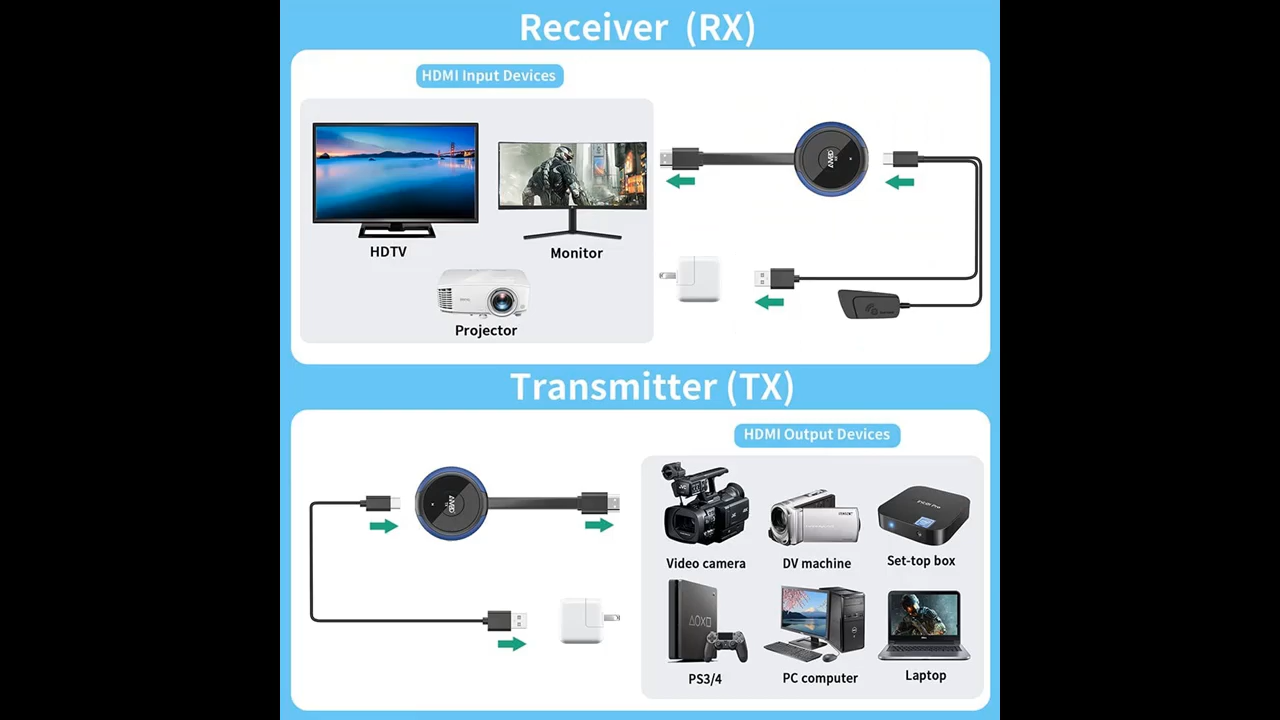 Receiver (RX)
HDMI Input Devices
HDTV
Monitor
Projector
Transmitter (TX)
HDMI Output Devices
Video camera
DV machine
Set-top box
PS3/4
PC computer
Laptop